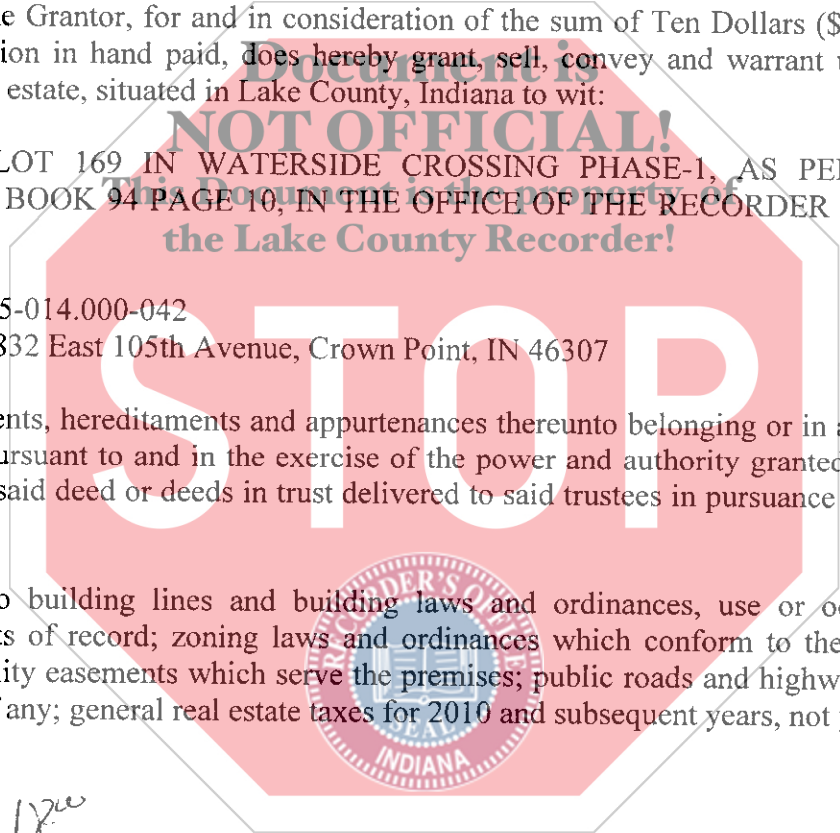 e Grantor, for and in consideration of the sum of Ten Dollars ($
ion in hand paid, does hereby grant, sell, convey and warrant
Document is
estate, situated in Lake County, Indiana to wit:
NOT OFFICIAL!
LOT 169 IN WATERSIDE CROSSING PHASE-1, AS PE
This Document is the property of
BOOK 94 PAGE 10, IN THE OFFICE OF THE RECORDER
the Lake County Recorder!
5-014.000-042
832 East 105th Avenue, Crown Point, IN 46307
STOP
ents, hereditaments and appurtenances thereunto belonging or in a
ursuant to and in the exercise of the power and authority granted
said deed or deeds in trust delivered to said trustees in pursuance
o building lines and building laws and ordinances, use or o
ts of record; zoning laws and ordinances which conform to the
lity easements which serve the premises; public roads and highw
any; general real estate taxes for 2010 and subsequent years, not
RECORDER'S OFFICE
SEAL
INDIANA